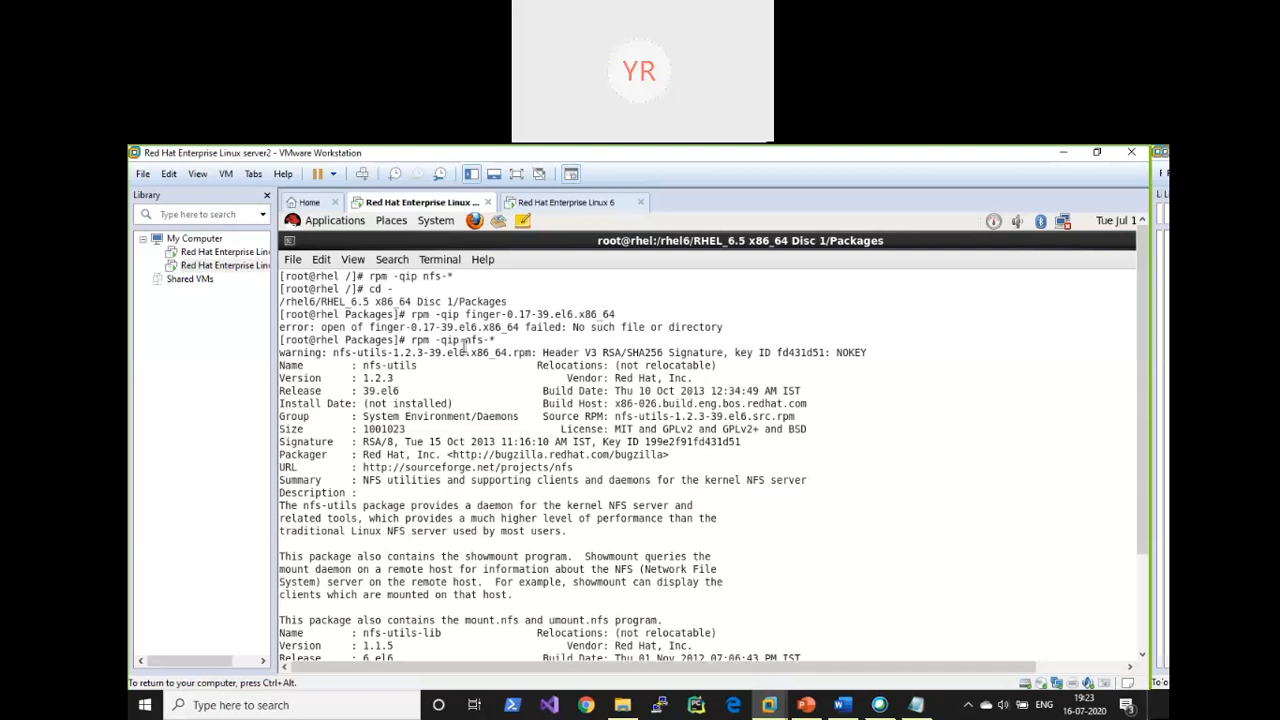 YR
Red Hat Enterprise Linux server2 - VMware Workstation
File Edit View VM Tabs Help
Library
Type here to search
My Computer
Red Hat Enterprise Lin
Red Hat Enterprise Lin
Shared VMs
Home
Red Hat Enterprise Linux ...
Red Hat Enterprise Linux 6
Applications Places System
Tue Jul 1
root@rhel:/rhel6/RHEL_6.5 x86_64 Disc 1/Packages
File Edit View Search Terminal Help
[root@rhel /]# rpm -qip nfs-*
[root@rhel /]# cd -
/rhel6/RHEL_6.5 x86_64 Disc 1/Packages
[root@rhel Packages]# rpm -qip finger-0.17-39.el6.x86_64
error: open of finger-0.17-39.el6.x86_64 failed: No such file or directory
[root@rhel Packages]# rpm -qip nfs-*
warning: nfs-utils-1.2.3-39.el6.x86_64.rpm: Header V3 RSA/SHA256 Signature, key ID fd431d51: NOKEY
Name : nfs-utils Relocations: (not relocatable)
Version : 1.2.3 Vendor: Red Hat, Inc.
Release : 39.el6 Build Date: Thu 10 Oct 2013 12:34:49 AM IST
Install Date: (not installed) Build Host: x86-026.build.eng.bos.redhat.com
Group : System Environment/Daemons Source RPM: nfs-utils-1.2.3-39.el6.src.rpm
Size : 1001023 License: MIT and GPLv2 and GPLv2+ and BSD
Signature : RSA/8, Tue 15 Oct 2013 11:16:10 AM IST, Key ID 199e2f91fd431d51
Packager : Red Hat, Inc. <http://bugzilla.redhat.com/bugzilla>
URL : http://sourceforge.net/projects/nfs
Summary : NFS utilities and supporting clients and daemons for the kernel NFS server
Description :
The nfs-utils package provides a daemon for the kernel NFS server and
related tools, which provides a much higher level of performance than the
traditional Linux NFS server used by most users.
This package also contains the showmount program. Showmount queries the
mount daemon on a remote host for information about the NFS (Network File
System) server on the remote host. For example, showmount can display the
clients which are mounted on that host.
This package also contains the mount.nfs and umount.nfs program.
Name : nfs-utils-lib Relocations: (not relocatable)
Version : 1.1.5 Vendor: Red Hat, Inc.
Release : 6.el6 Build Date: Thu 01 Nov 2012 07:06:43 PM IST
To return to your computer, press Ctrl+Alt.
Type here to search
ENG
19:23
16-07-2020
3